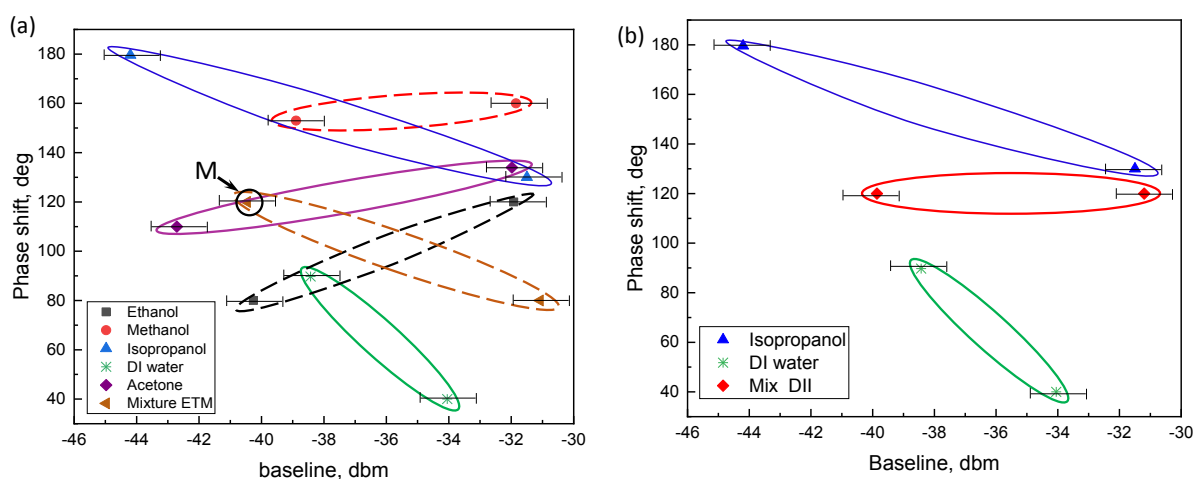 (a)
180
160
140
120
100
80
60
40
Phase shift, deg
M
Ethanol
Methanol
Isopropanol
DI water
Acetone
Mixture ETM
-46 -44 -42 -40 -38 -36 -34 -32 -30
baseline, dbm
(b)
180
160
140
120
100
80
60
40
Phase shift, deg
Isopropanol
DI water
Mix DII
-46 -44 -42 -40 -38 -36 -34 -32 -30
Baseline, dbm